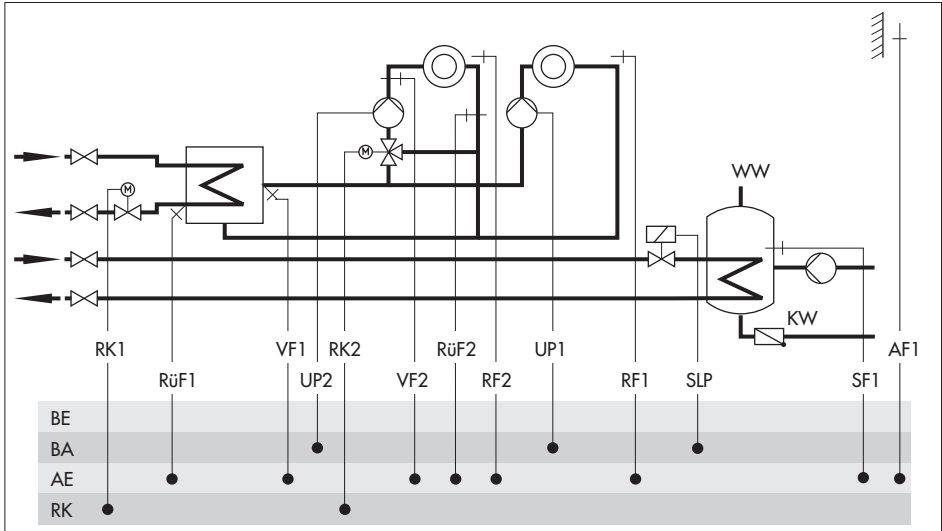 M
M
WW
KW
RK1 VF1 RK2 RüF2 UP1 AF1
RüF1 UP2 VF2 RF2 RF1 SLP SF1
BE
BA
AE
RK